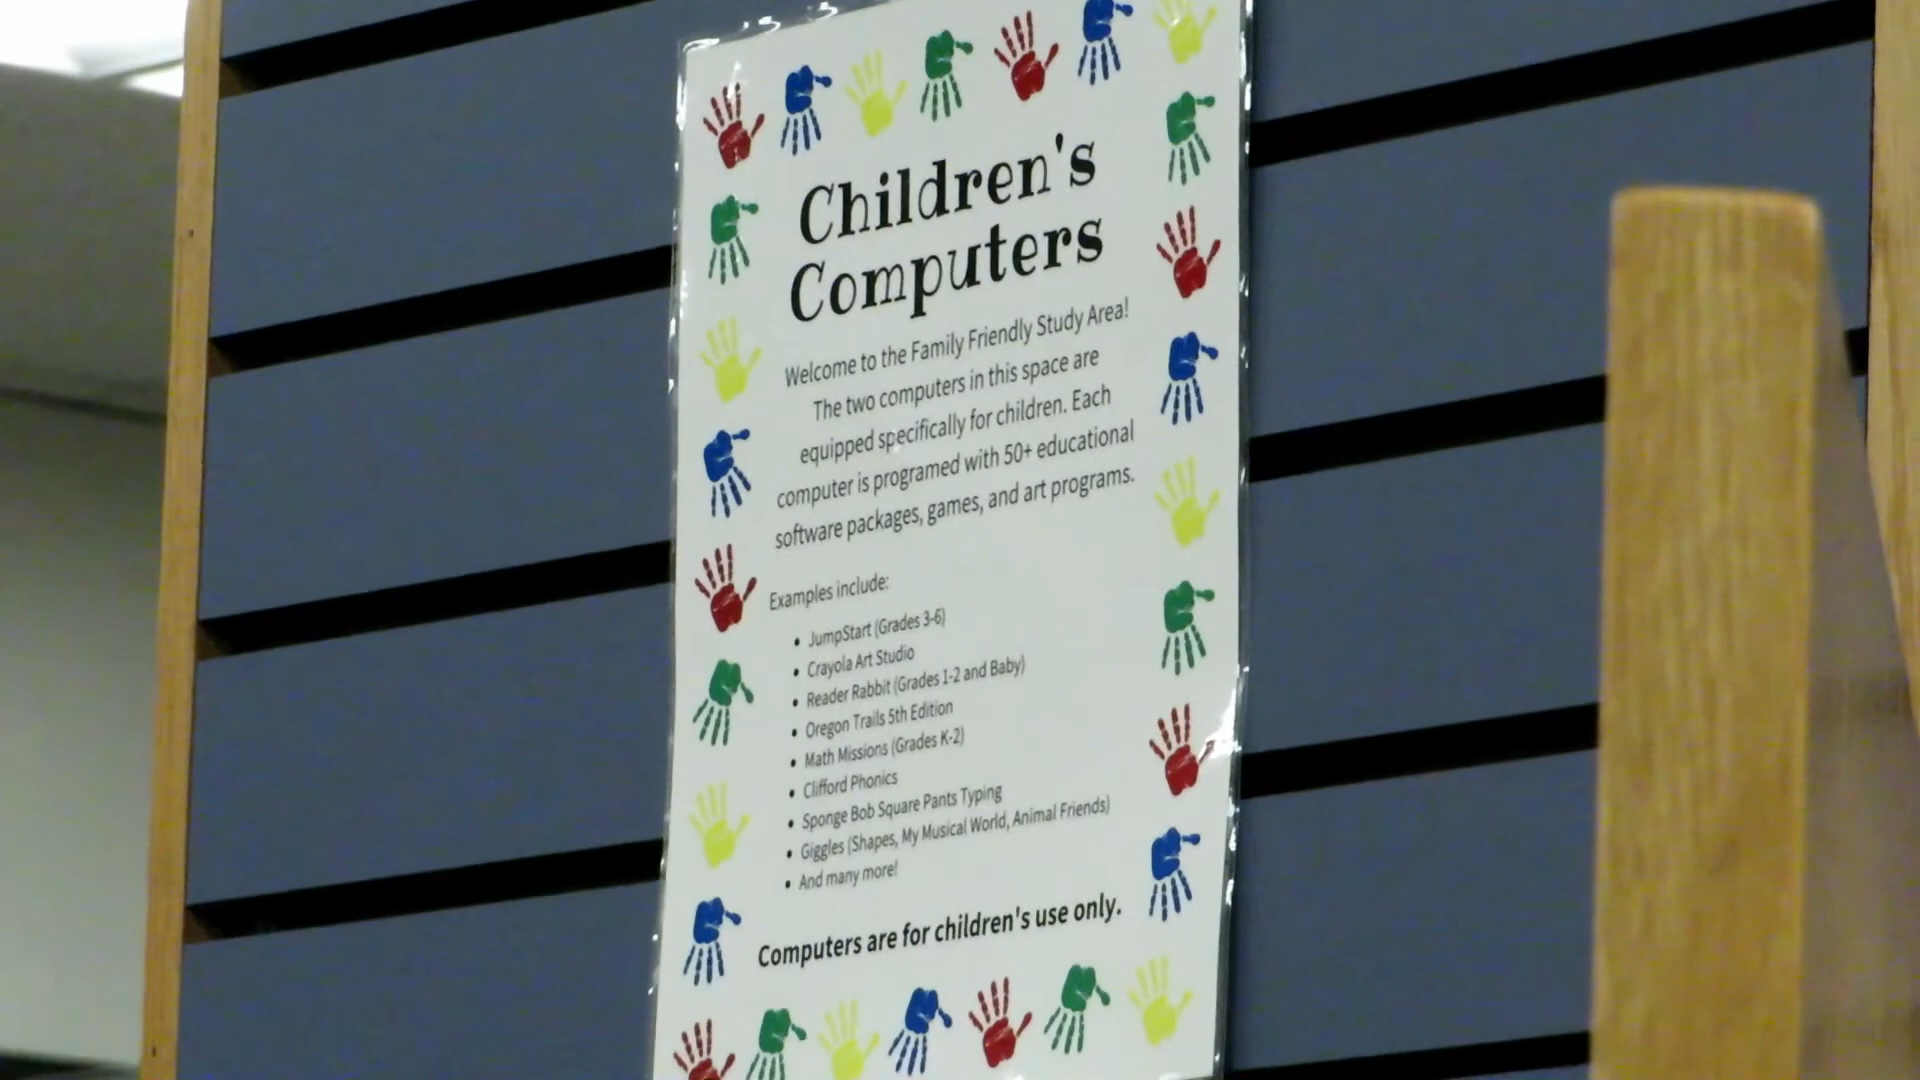 Children's
Computers
Welcome to the Family Friendly Study Area!
The two computers in this space are
equipped specifically for children. Each
computer is programed with 50+ educational
software packages, games, and art programs.
Examples include:
• JumpStart (Grades 3-6)
• Crayola Art Studio
• Reader Rabbit (Grades 1-2 and Baby)
• Oregon Trails 5th Edition
• Math Missions (Grades K-2)
• Clifford Phonics
• Sponge Bob Square Pants Typing
• Giggles (Shapes, My Musical World, Animal Friends)
• And many more!
Computers are for children's use only.